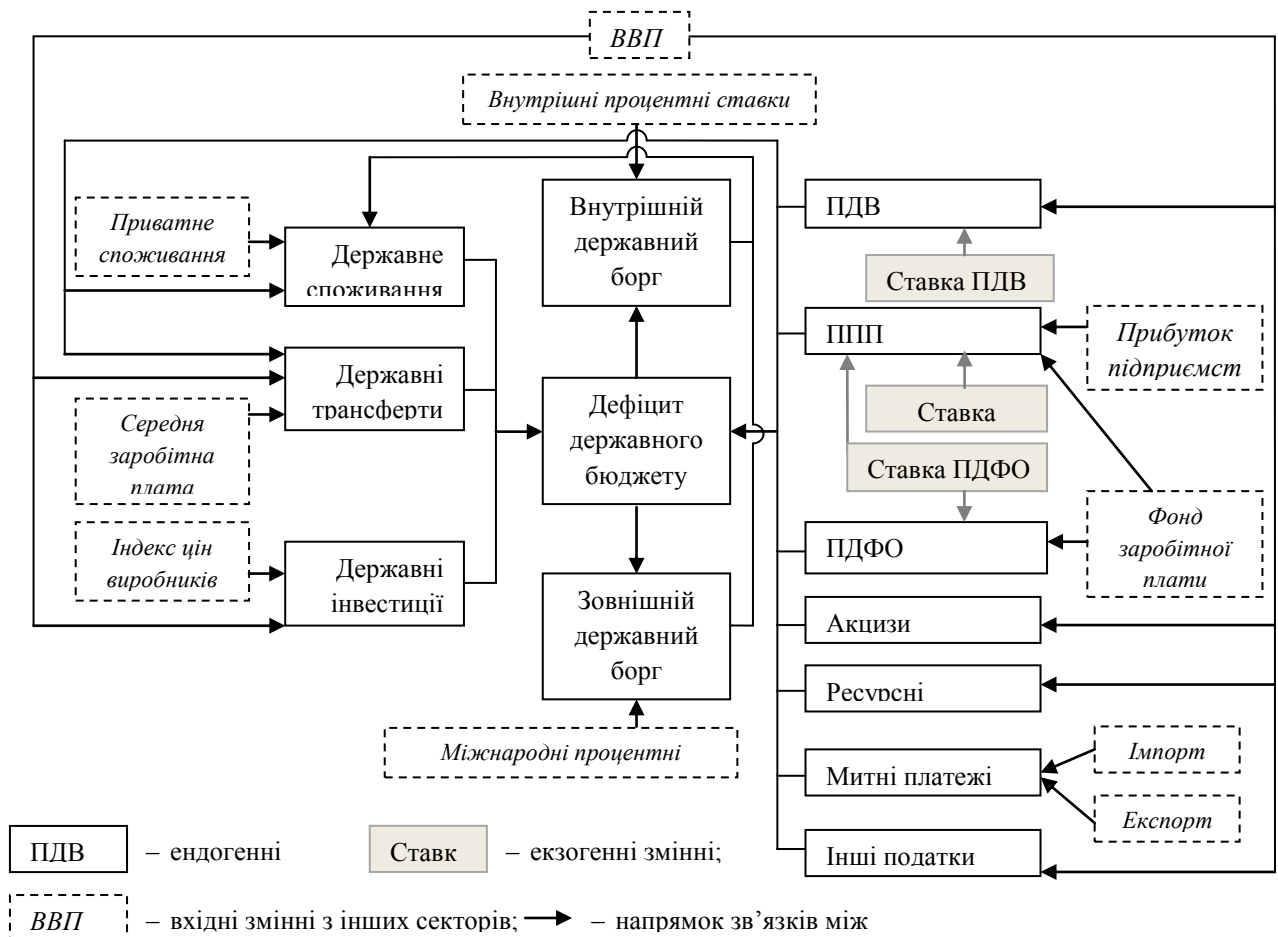 ВВП
Внутрішні процентні ставки
Приватне
споживання
Державне
споживання
Внутрішній
державний
борг
ПДВ
Ставка ПДВ
ППП
Прибуток
підприємст
Державні
трансферти
Дефіцит
державного
бюджету
Ставка
Середня
заробітна
плата
Ставка ПДФО
Індекс цін
виробників
Державні
інвестиції
ПДФО
Фонд
заробітної
плати
Зовнішній
державний
борг
Акцизи
Ресурсні
Міжнародні процентні
Митні платежі
Імпорт
Експорт
Інші податки
ПДВ – ендогенні Ставк – екзогенні змінні;
ВВП – вхідні змінні з інших секторів; – напрямок зв’язків між